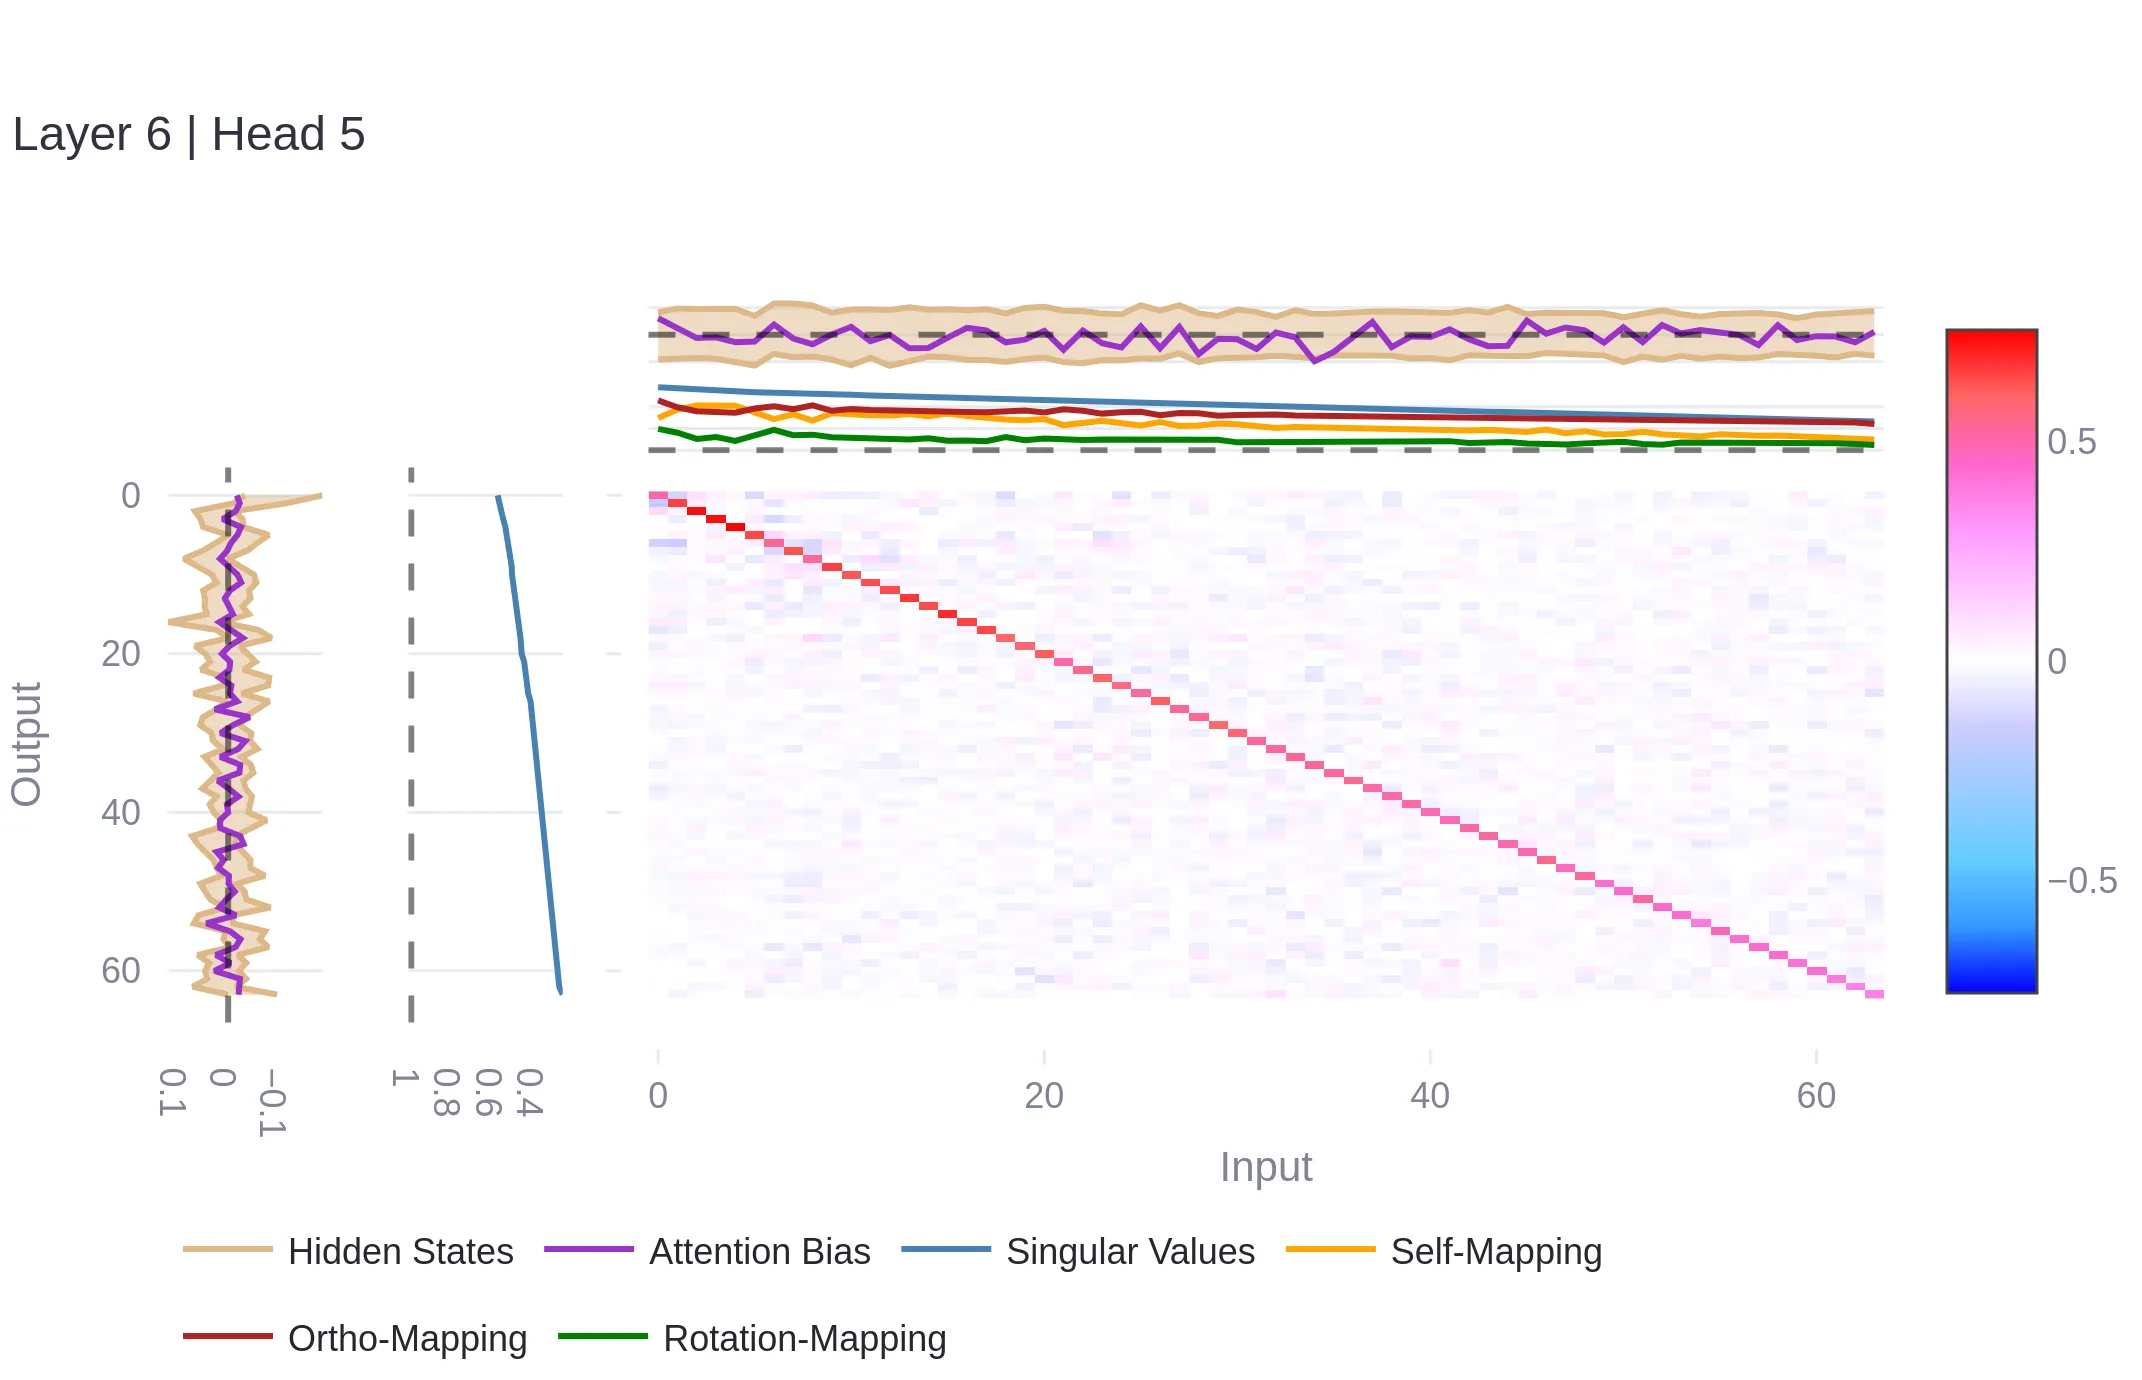 Layer 6 | Head 5
0.5
0
−0.5
Output
0
20
40
60
0.1
0
−0.1
1
0.8
0.6
0.4
0
20
40
60
Input
Hidden States
Attention Bias
Singular Values
Self-Mapping
Ortho-Mapping
Rotation-Mapping